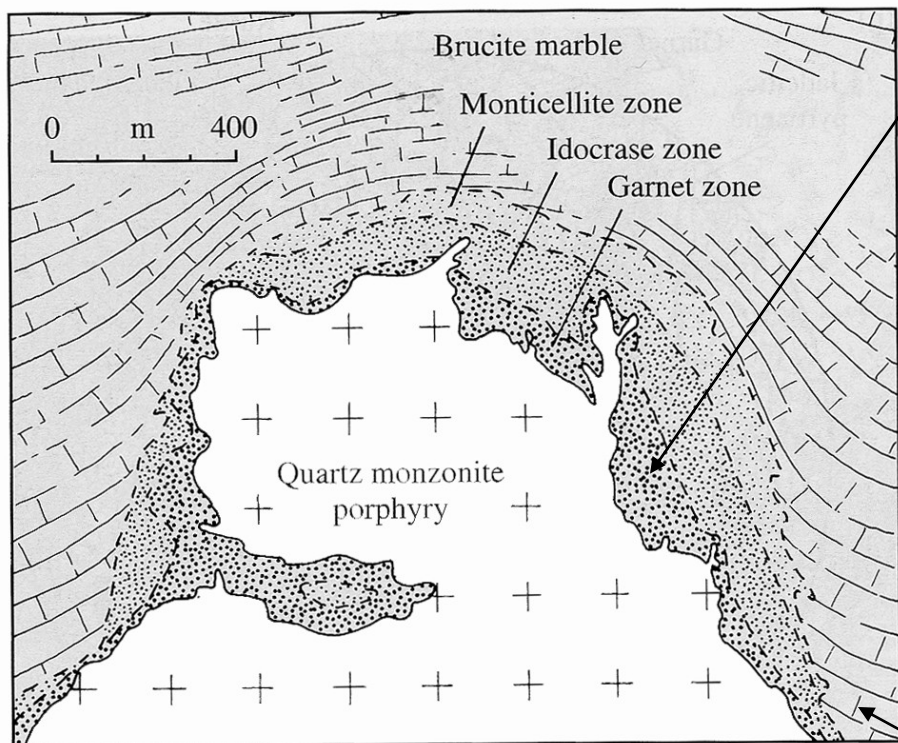 Brucite marble
Monticellite zone
0 m 400
Idocrase zone
Garnet zone
Quartz monzonite
porphyry